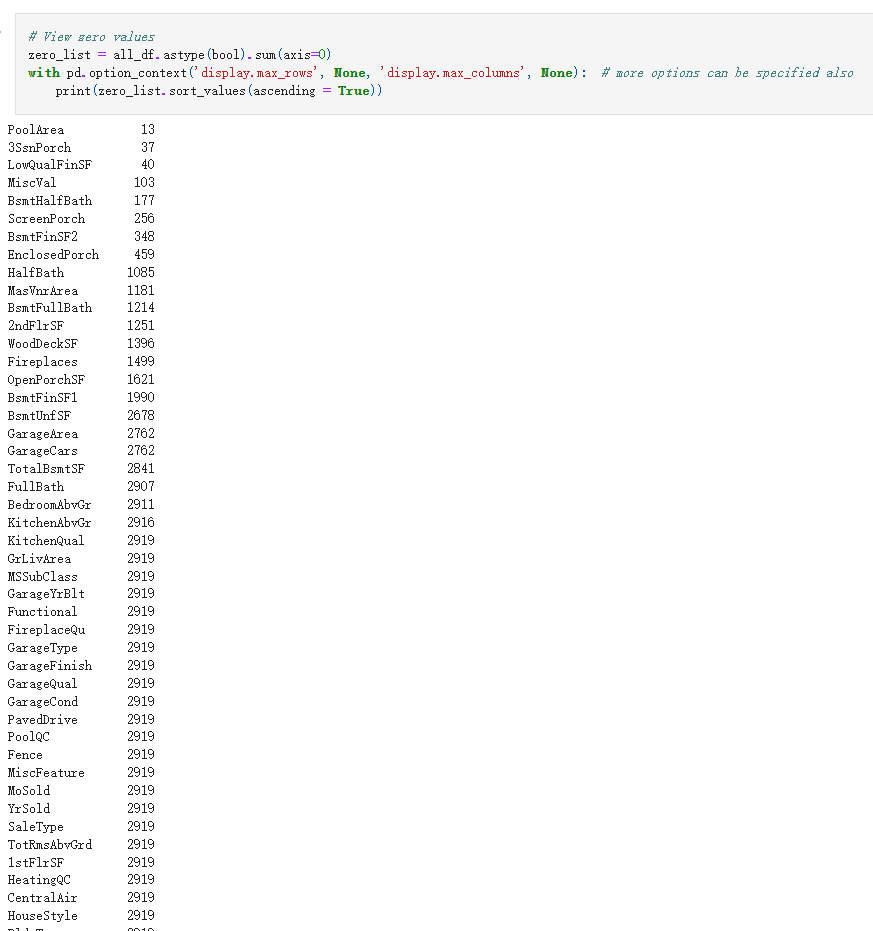 # View zero values
zero_list = all_df.astype(bool).sum(axis=0)
with pd.option_context('display.max_rows', None, 'display.max_columns', None):  # more options can be specified also
    print(zero_list.sort_values(ascending = True))
PoolArea 13
3SsnPorch 37
LowQualFinSF 40
MiscVal 103
BsmtHalfBath 177
ScreenPorch 256
BsmtFinSF2 348
EnclosedPorch 459
HalfBath 1085
MasVnrArea 1181
BsmtFullBath 1214
2ndFlrSF 1251
WoodDeckSF 1396
Fireplaces 1499
OpenPorchSF 1621
BsmtFinSF1 1990
BsmtUnfSF 2678
GarageArea 2762
GarageCars 2762
TotalBsmtSF 2841
FullBath 2907
BedroomAbvGr 2911
KitchenAbvGr 2916
KitchenQual 2919
GrLivArea 2919
MSSubClass 2919
GarageYrBlt 2919
Functional 2919
FireplaceQu 2919
GarageType 2919
GarageFinish 2919
GarageQual 2919
GarageCond 2919
PavedDrive 2919
PoolQC 2919
Fence 2919
MiscFeature 2919
MoSold 2919
YrSold 2919
SaleType 2919
TotRmsAbvGrd 2919
1stFlrSF 2919
HeatingQC 2919
CentralAir 2919
HouseStyle 2919